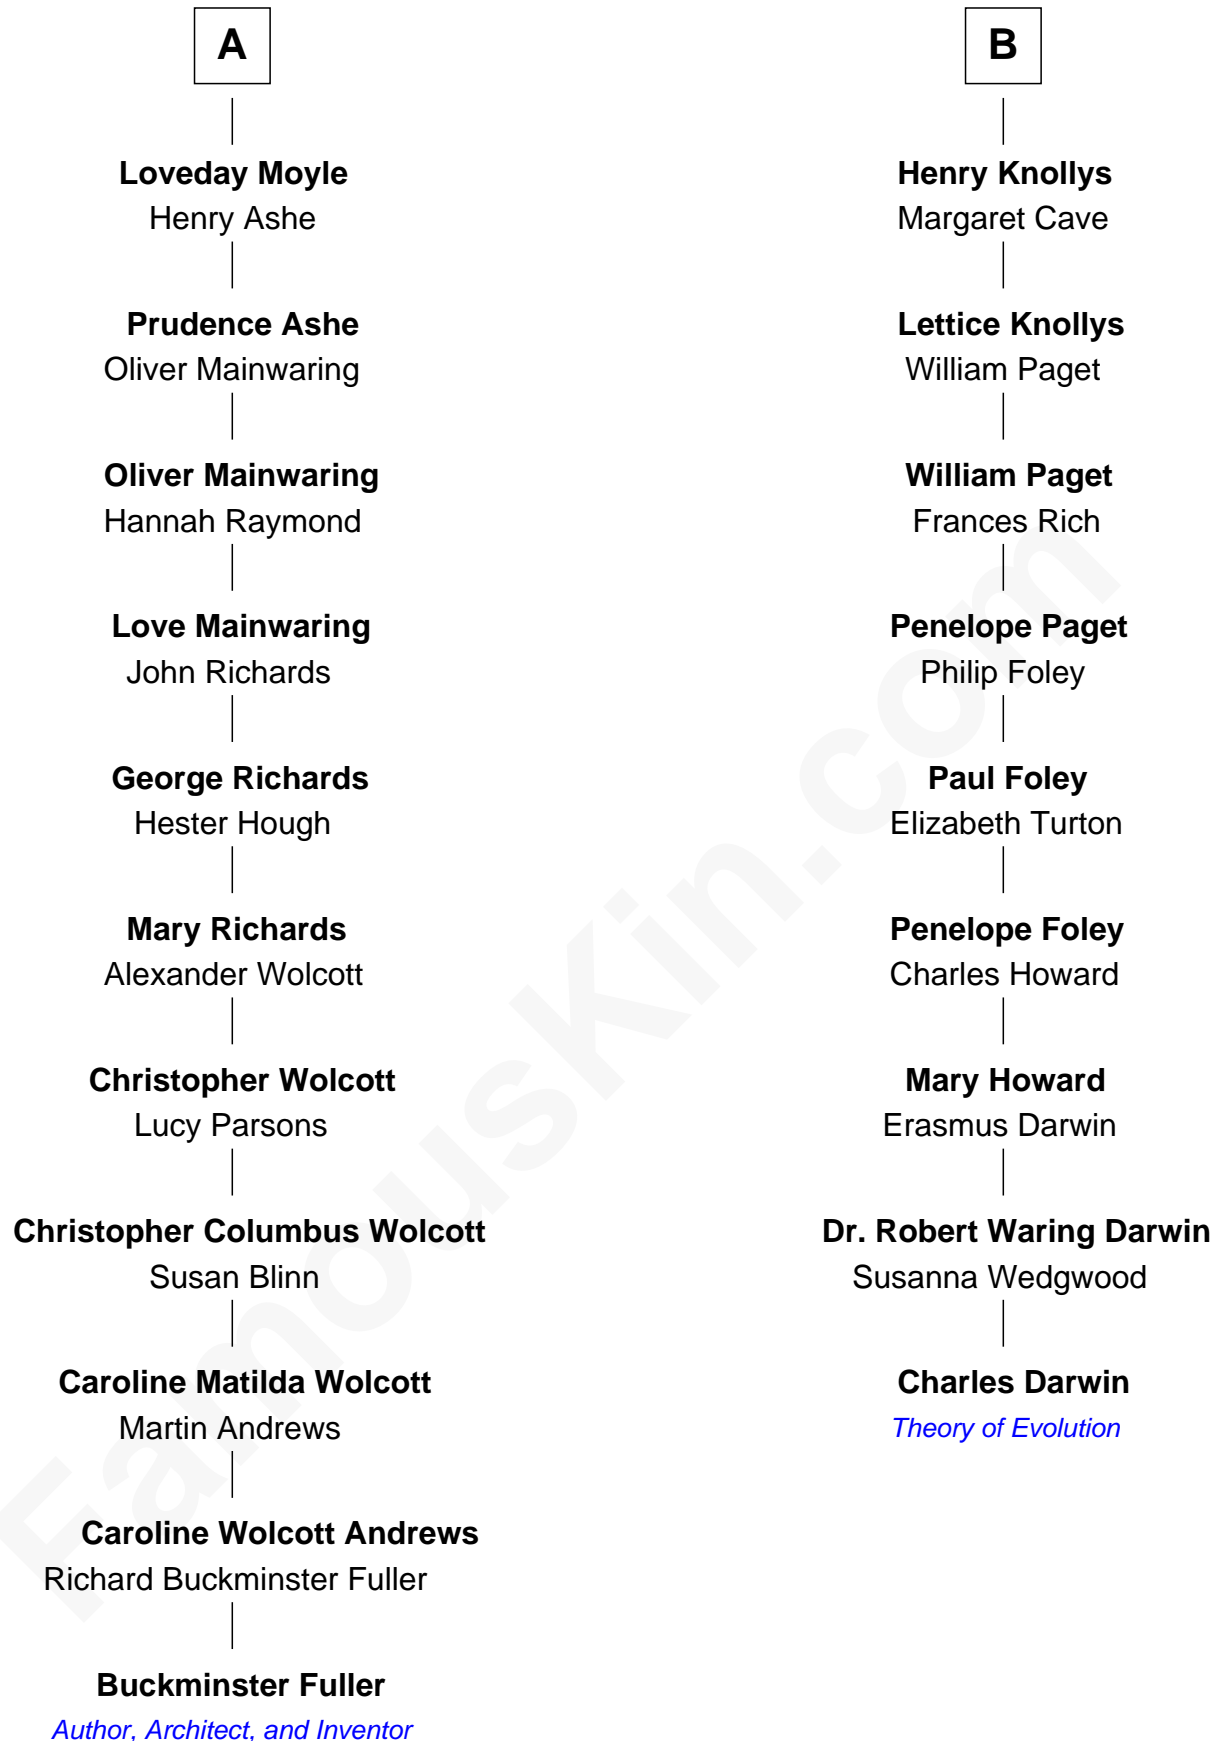 A
Loveday Moyle
Henry Ashe
Prudence Ashe
Oliver Mainwaring
Oliver Mainwaring
Hannah Raymond
Love Mainwaring
John Richards
George Richards
Hester Hough
Mary Richards
Alexander Wolcott
Christopher Wolcott
Lucy Parsons
Christopher Columbus Wolcott
Susan Blinn
Caroline Matilda Wolcott
Martin Andrews
Caroline Wolcott Andrews
Richard Buckminster Fuller
Buckminster Fuller
Author, Architect, and Inventor
B
Henry Knollys
Margaret Cave
Lettice Knollys
William Paget
William Paget
Frances Rich
Penelope Paget
Philip Foley
Paul Foley
Elizabeth Turton
Penelope Foley
Charles Howard
Mary Howard
Erasmus Darwin
Dr. Robert Waring Darwin
Susanna Wedgwood
Charles Darwin
Theory of Evolution
FamousKin.com